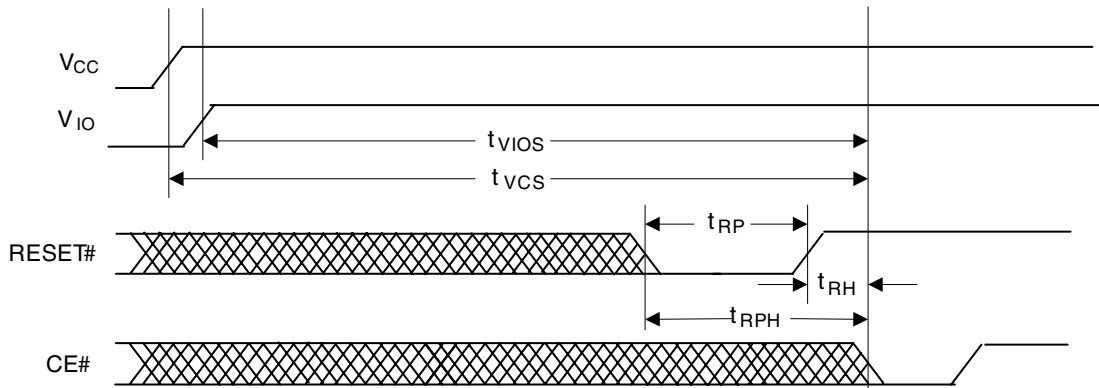 VCC
VIO
tVIOS
tVCS
tRP
RESET#
tRH
tRPH
CE#